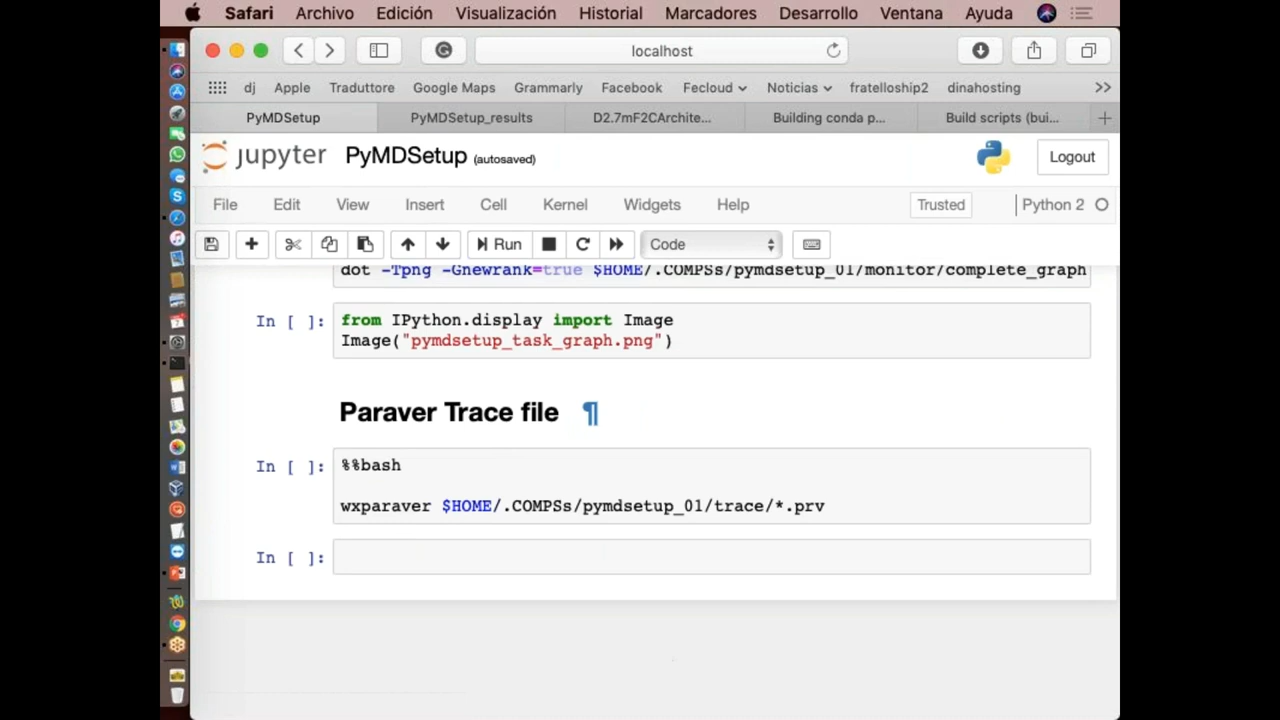 Safari Archivo Edición Visualización Historial Marcadores Desarrollo Ventana Ayuda
localhost
dj Apple Traduttore Google Maps Grammarly Facebook Fecloud Noticias fratelloship2 dinahosting >>
PyMDSetup PyMDSetup_results D2.7mF2CArchite... Building conda p... Build scripts (bui... +
jupyter PyMDSetup (autosaved) Logout
File Edit View Insert Cell Kernel Widgets Help Trusted Python 2
Run Code
dot -Tpng -Gnewrank=true $HOME/.COMPSs/pymdsetup_01/monitor/complete_graph
In [ ]: from IPython.display import Image
Image("pymdsetup_task_graph.png")
Paraver Trace file ¶
In [ ]: %%bash
wxparaver $HOME/.COMPSs/pymdsetup_01/trace/*.prv
In [ ]: